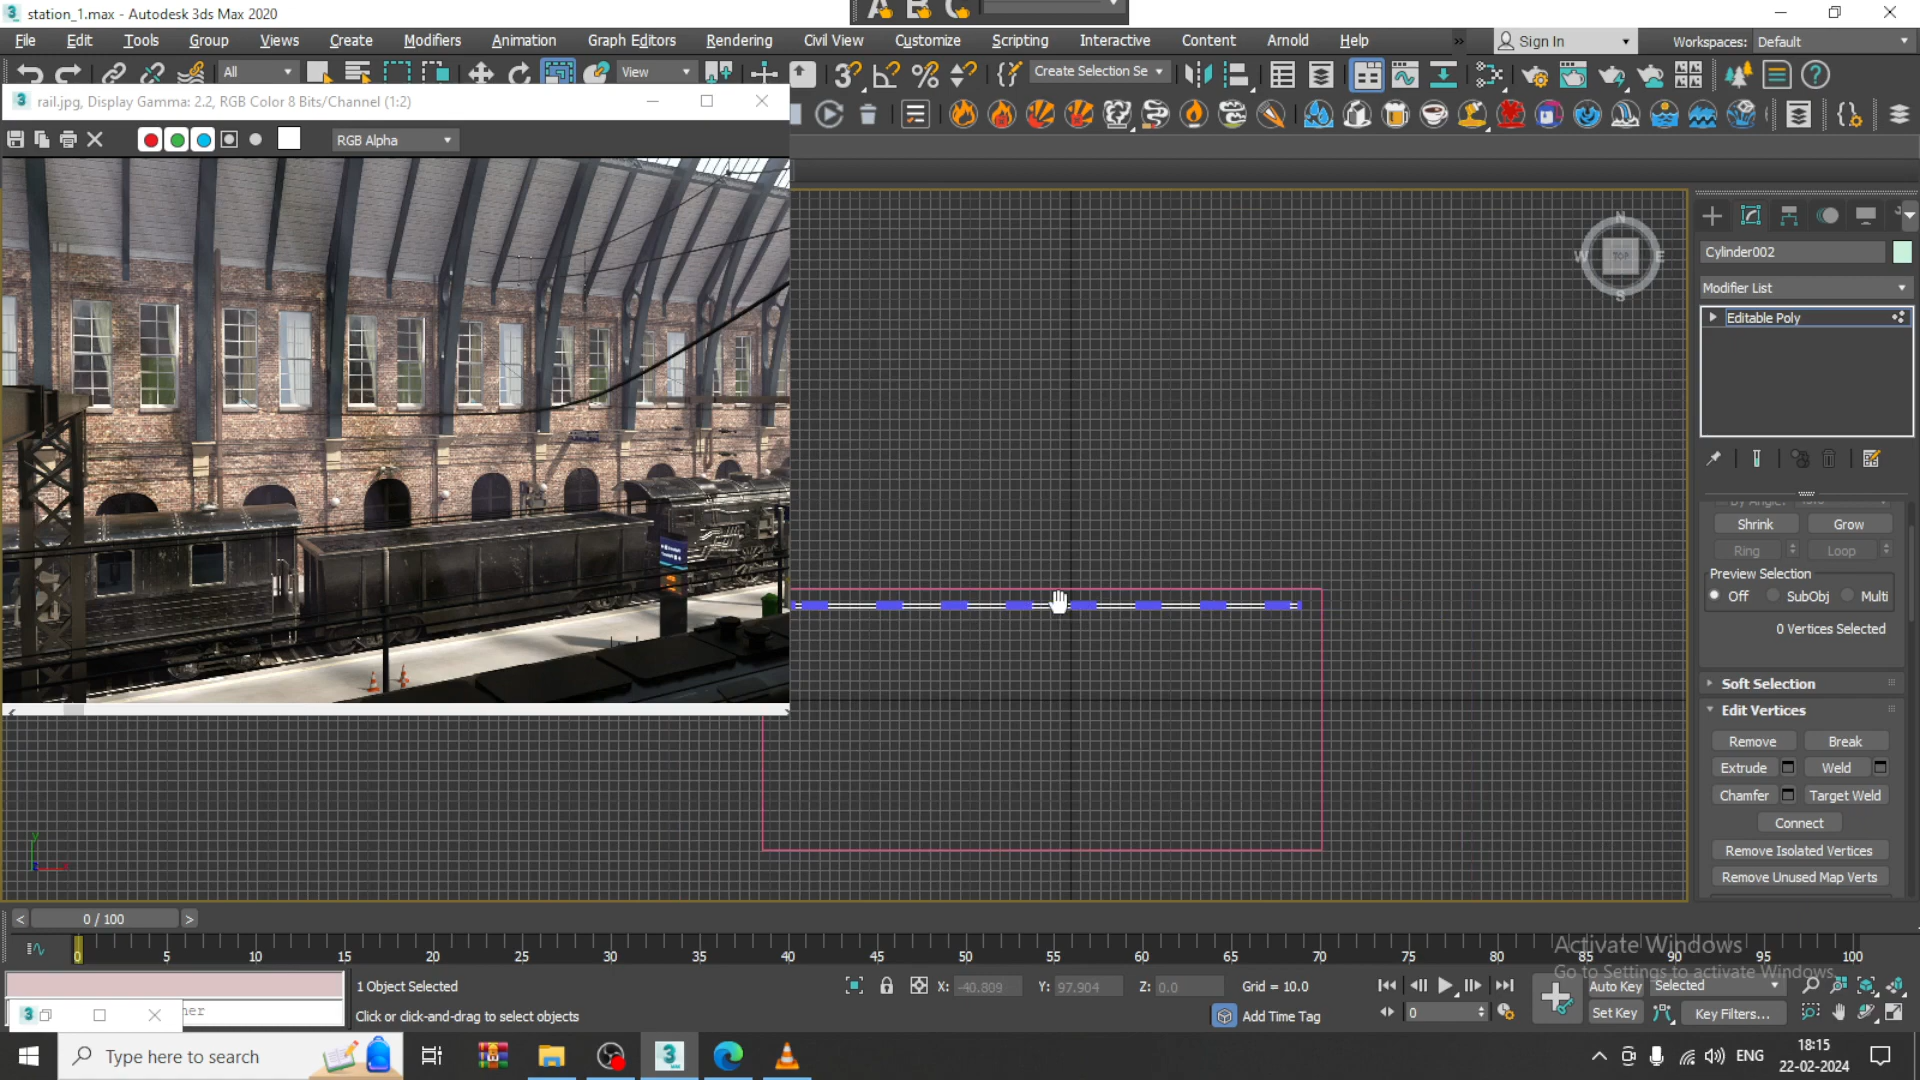 station_1.max - Autodesk 3ds Max 2020
File Edit Tools Group Views Create Modifiers Animation Graph Editors Rendering Civil View Customize Scripting Interactive Content Arnold Help
Sign In
Workspaces: Default
All
View
Create Selection Se
rail.jpg, Display Gamma: 2.2, RGB Color 8 Bits/Channel (1:2)
RGB Alpha
N
W TOP E
S
Cylinder002
Modifier List
Editable Poly
Shrink Grow
Ring Loop
Preview Selection
Off SubObj Multi
0 Vertices Selected
Soft Selection
Edit Vertices
Remove Break
Extrude Weld
Chamfer Target Weld
Connect
Remove Isolated Vertices
Remove Unused Map Verts
0 / 100
0 5 10 15 20 25 30 35 40 45 50 55 60 65 70 75 80 85 90 95 100
Activate Windows
Go to Settings to activate Windows.
1 Object Selected
X: -40.809 Y: 97.904 Z: 0.0 Grid = 10.0
Auto Key Selected
Click or click-and-drag to select objects
Add Time Tag
0
Set Key Key Filters...
Type here to search
ENG
18:15
22-02-2024